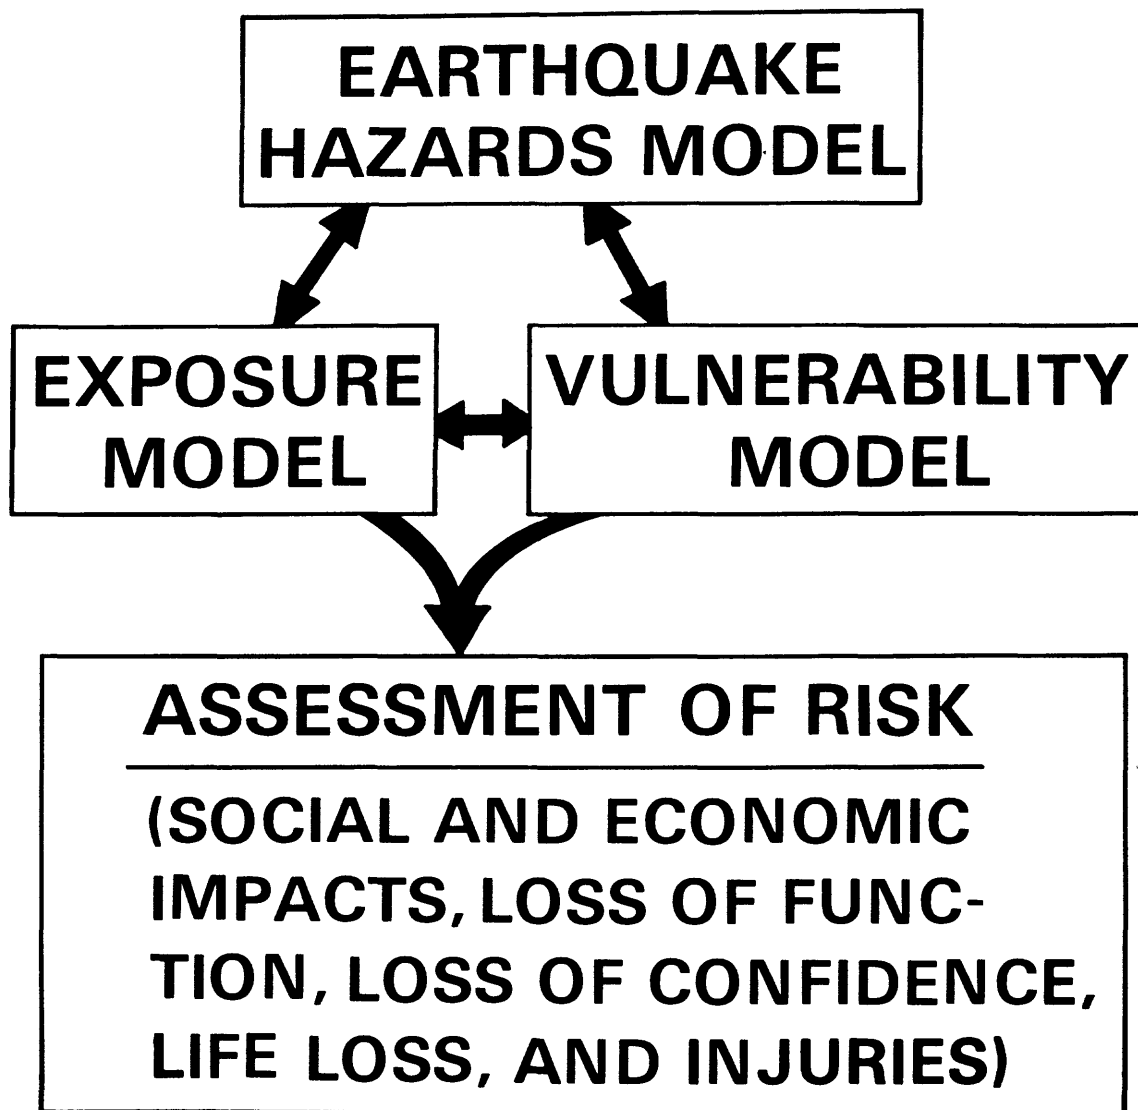 EARTHQUAKE
HAZARDS MODEL
EXPOSURE
MODEL
VULNERABILITY
MODEL
ASSESSMENT OF RISK
(SOCIAL AND ECONOMIC
IMPACTS, LOSS OF FUNC-
TION, LOSS OF CONFIDENCE,
LIFE LOSS, AND INJURIES)